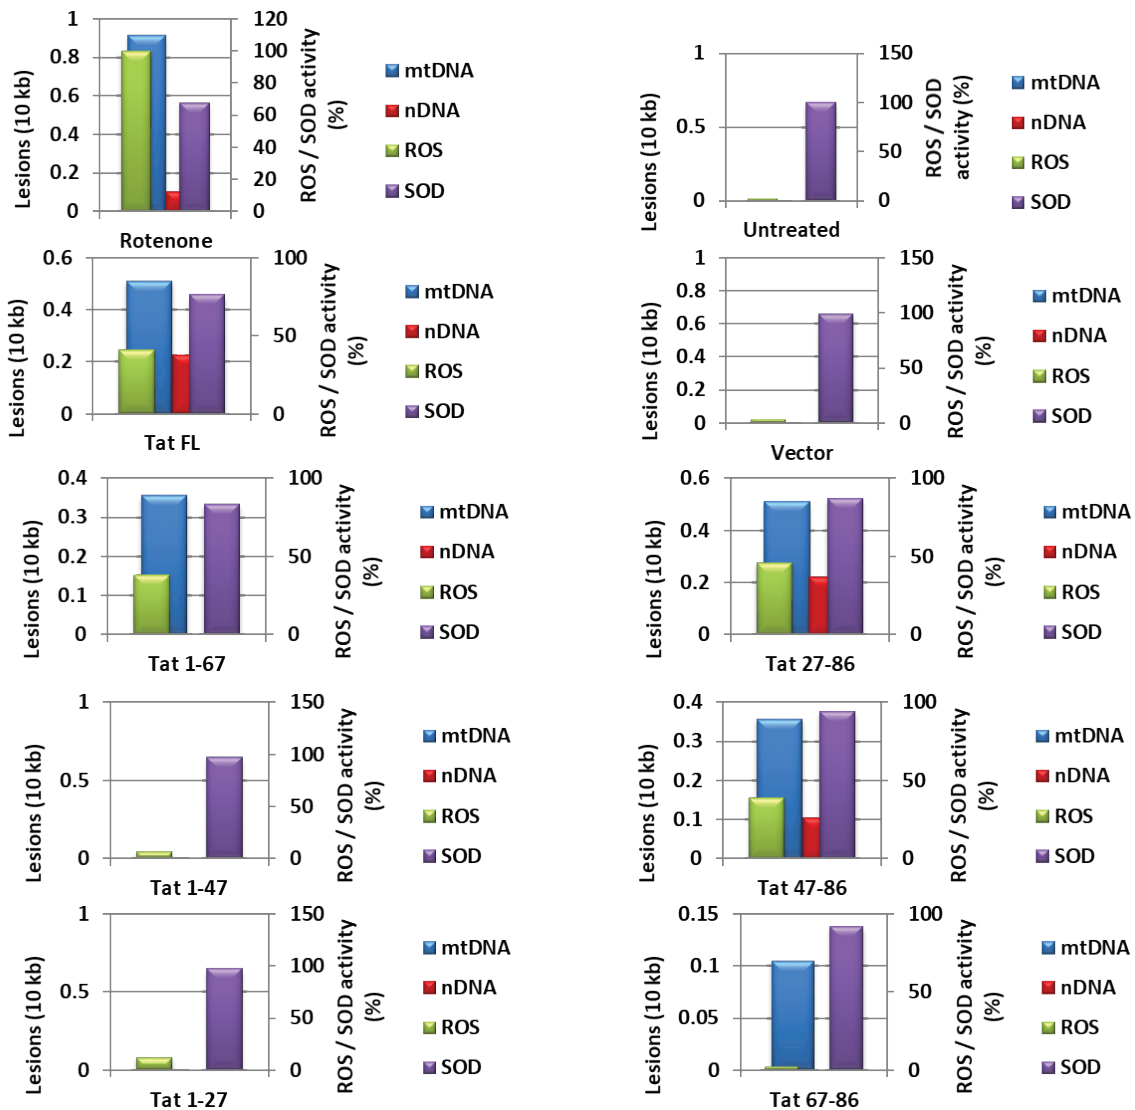 Lesions (10 kb)
1
0.8
0.6
0.4
0.2
0
120
100
80
60
40
20
0
ROS / SOD activity
(%)
mtDNA
nDNA
ROS
SOD
Rotenone
Lesions (10 kb)
1
0.5
0
150
100
50
0
ROS / SOD
activity (%)
mtDNA
nDNA
ROS
SOD
Untreated
Lesions (10 kb)
0.6
0.4
0.2
0
100
50
0
ROS / SOD activity
(%)
mtDNA
nDNA
ROS
SOD
Tat FL
Lesions (10 kb)
1
0.8
0.6
0.4
0.2
0
150
100
50
0
ROS / SOD activity
(%)
mtDNA
nDNA
ROS
SOD
Vector
Lesions (10 kb)
0.4
0.3
0.2
0.1
0
100
50
0
ROS / SOD activity
(%)
mtDNA
nDNA
ROS
SOD
Tat 1-67
Lesions (10 kb)
0.6
0.4
0.2
0
100
50
0
ROS / SOD activity
(%)
mtDNA
nDNA
ROS
SOD
Tat 27-86
Lesions (10 kb)
1
0.5
0
150
100
50
0
ROS / SOD activity
(%)
mtDNA
nDNA
ROS
SOD
Tat 1-47
Lesions (10 kb)
0.4
0.3
0.2
0.1
0
100
50
0
ROS / SOD activity
(%)
mtDNA
nDNA
ROS
SOD
Tat 47-86
Lesions (10 kb)
1
0.5
0
150
100
50
0
ROS / SOD activity
(%)
mtDNA
nDNA
ROS
SOD
Tat 1-27
Lesions (10 kb)
0.15
0.1
0.05
0
100
50
0
ROS / SOD activity
(%)
mtDNA
nDNA
ROS
SOD
Tat 67-86